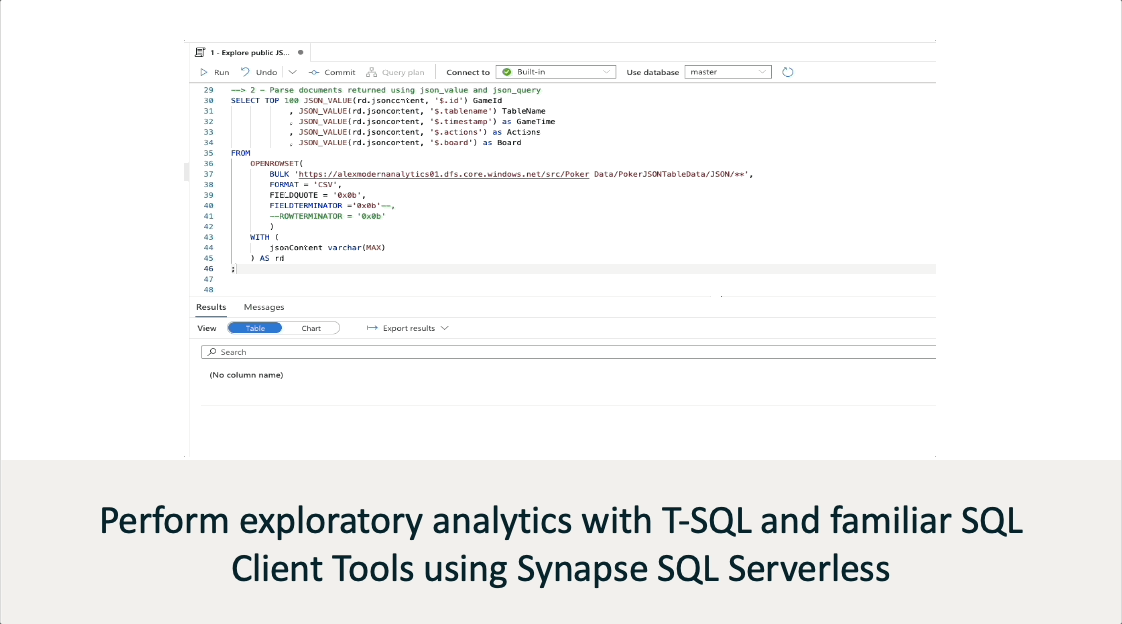 1 - Explore public JS...
Run Undo Commit Query plan Connect to Built-in Use database master
29 --> 2 - Parse documents returned using json_value and json_query
30 SELECT TOP 100 JSON_VALUE(rd.jsoncontent, '$.id') GameId
31 , JSON_VALUE(rd.jsoncontent, '$.tablename') TableName
32 , JSON_VALUE(rd.jsoncontent, '$.timestamp') as GameTime
33 , JSON_VALUE(rd.jsoncontent, '$.actions') as Actions
34 , JSON_VALUE(rd.jsoncontent, '$.board') as Board
35 FROM
36 OPENROWSET(
37 BULK 'https://alexmodernanalytics01.dfs.core.windows.net/src/Poker Data/PokerJSONTableData/JSON/**',
38 FORMAT = 'CSV',
39 FIELDQUOTE = '0x0b',
40 FIELDTERMINATOR ='0x0b'--,
41 --ROWTERMINATOR = '0x0b'
42 )
43 WITH (
44 jsonContent varchar(MAX)
45 ) AS rd
46 ;
47
48
Results Messages
View Table Chart Export results
Search
(No column name)
Perform exploratory analytics with T-SQL and familiar SQL
Client Tools using Synapse SQL Serverless